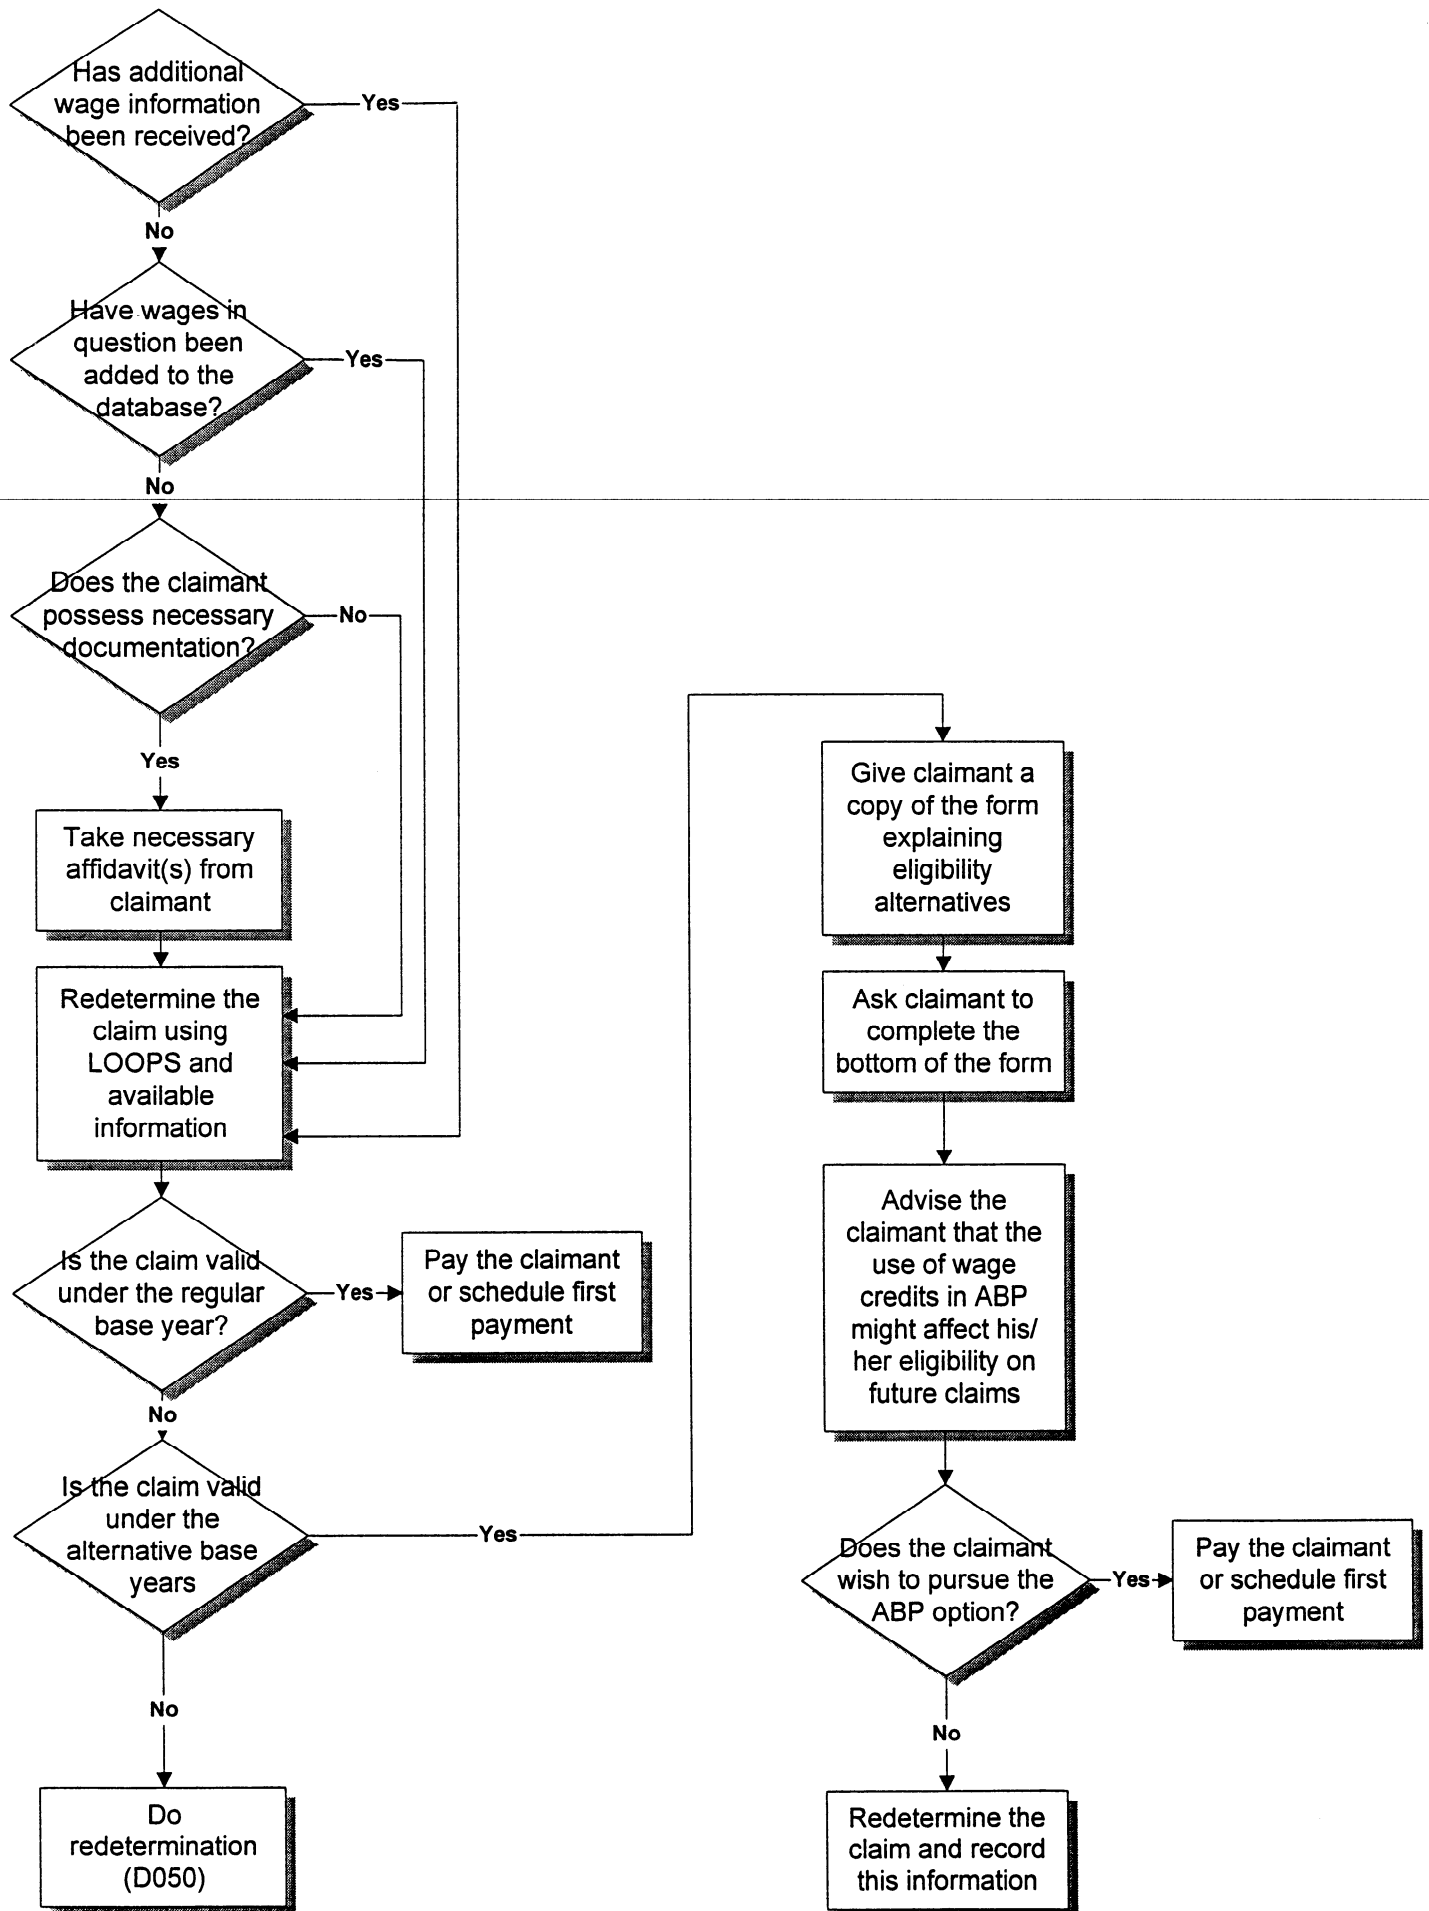 Has additional
wage information
been received?
Yes
No
Have wages in
question been
added to the
database?
Yes
No
Does the claimant
possess necessary
documentation?
No
Yes
Take necessary
affidavit(s) from
claimant
Redetermine the
claim using
LOOPS and
available
information
Is the claim valid
under the regular
base year?
Yes
Pay the claimant
or schedule first
payment
No
Is the claim valid
under the
alternative base
years
Yes
No
Do
redetermination
(D050)
Give claimant a
copy of the form
explaining
eligibility
alternatives
Ask claimant to
complete the
bottom of the form
Advise the
claimant that the
use of wage
credits in ABP
might affect his/
her eligibility on
future claims
Does the claimant
wish to pursue the
ABP option?
Yes
Pay the claimant
or schedule first
payment
No
Redetermine the
claim and record
this information